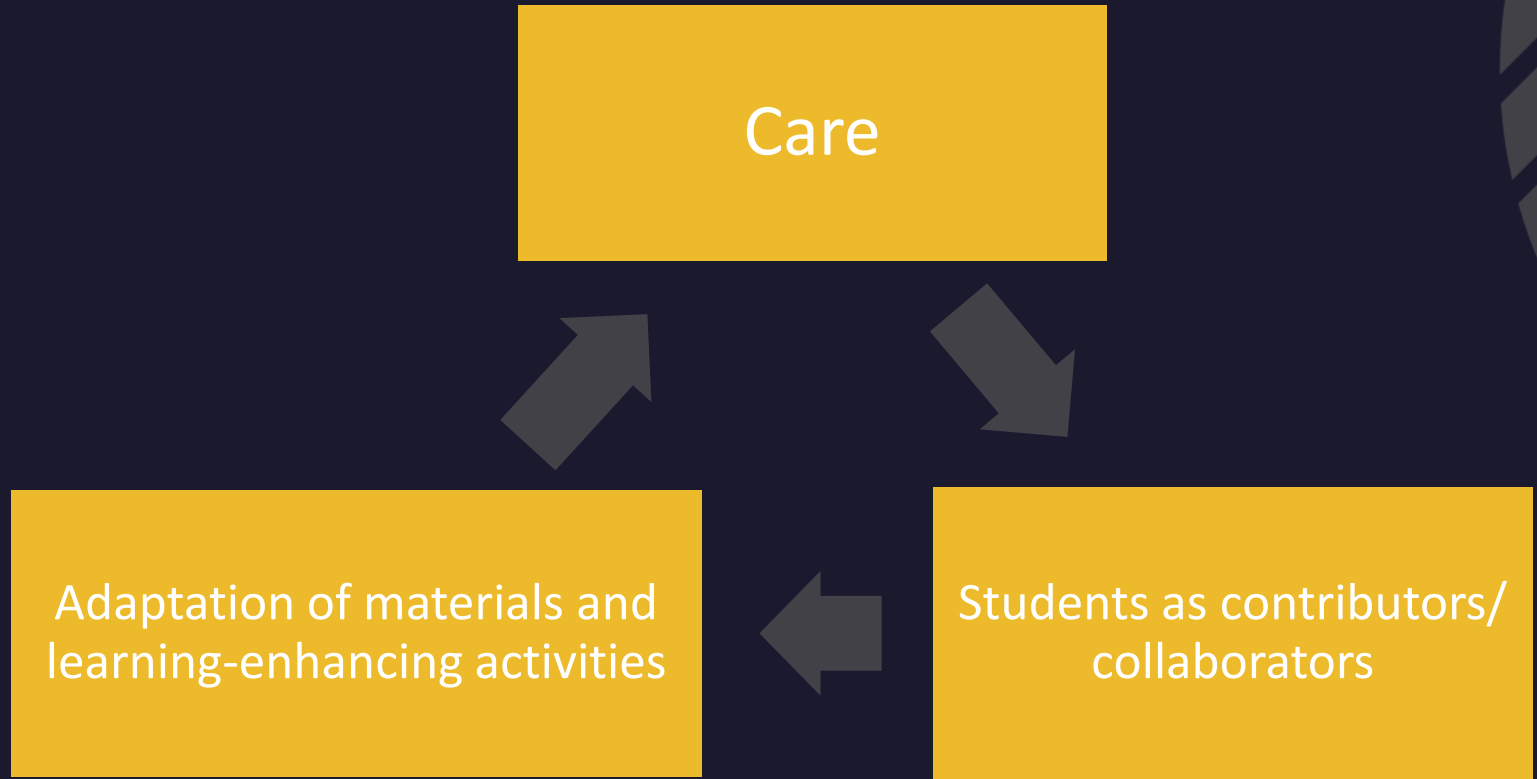 Care
Adaptation of materials and
learning-enhancing activities
Students as contributors/
collaborators